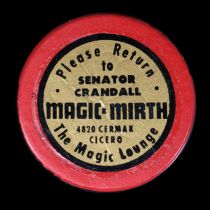 · Please Return ·
to
SENATOR
CRANDALL
MAGIC-MIRTH
4820 CERMAK
CICERO
The Magic Lounge